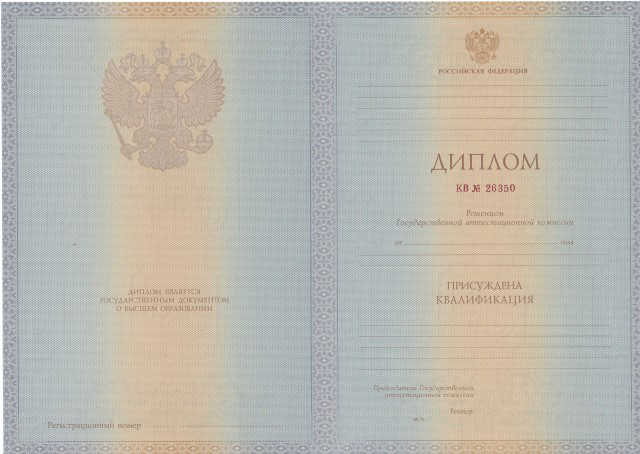 ДИПЛОМ ЯВЛЯЕТСЯ
ГОСУДАРСТВЕННЫМ ДОКУМЕНТОМ
О ВЫСШЕМ ОБРАЗОВАНИИ
Регистрационный номер
РОССИЙСКАЯ ФЕДЕРАЦИЯ
ДИПЛОМ
КВ № 26350
Решением
Государственной аттестационной комиссии
от
года
ПРИСУЖДЕНА
КВАЛИФИКАЦИЯ
Председатель Государственной
аттестационной комиссии
Ректор
М.П.